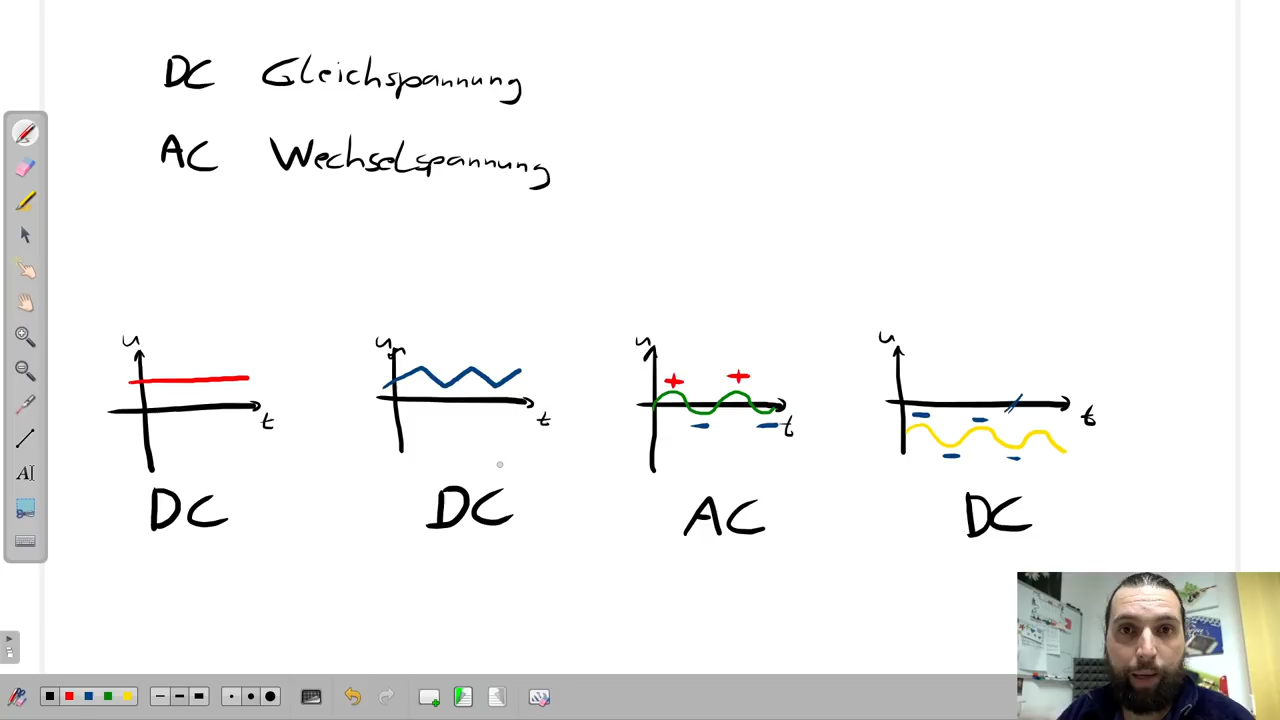 DC Gleichspannung
AC Wechselspannung
u u u u
+ +
t t t t
- - - -
- -
DC DC AC DC